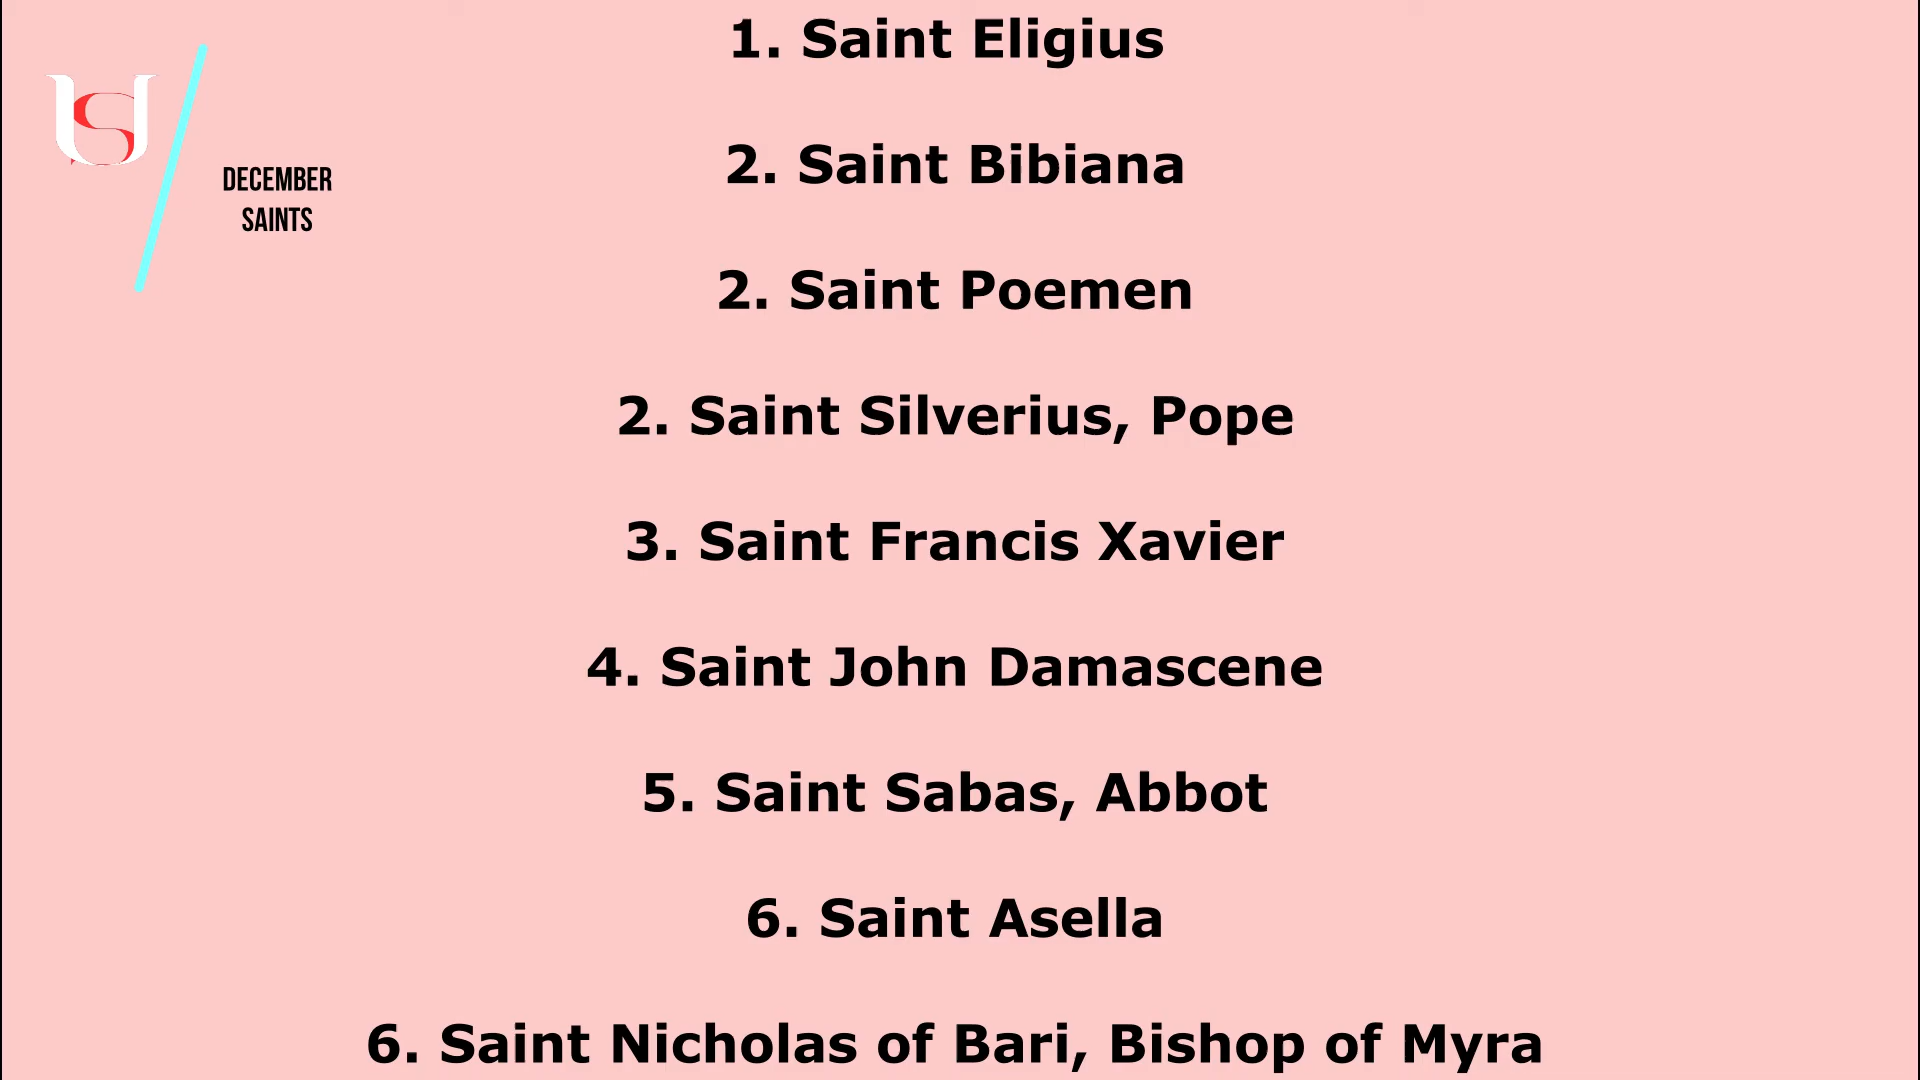 1. Saint Eligius
US
DECEMBER
SAINTS
2. Saint Bibiana
2. Saint Poemen
2. Saint Silverius, Pope
3. Saint Francis Xavier
4. Saint John Damascene
5. Saint Sabas, Abbot
6. Saint Asella
6. Saint Nicholas of Bari, Bishop of Myra